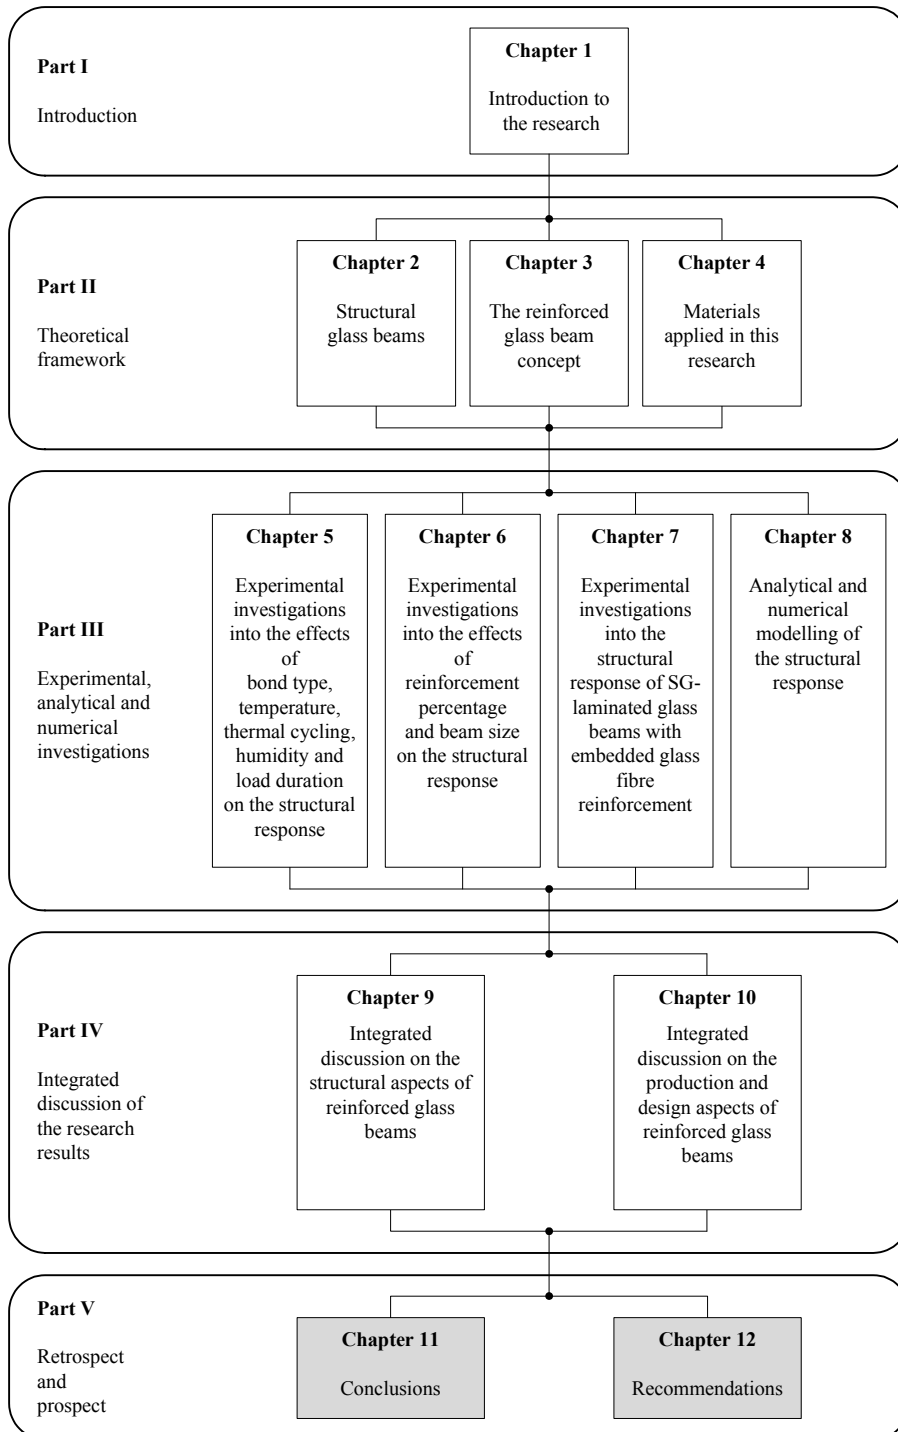 Part I
Introduction
Chapter 1
Introduction to
the research
Part II
Theoretical
framework
Chapter 2
Structural
glass beams
Chapter 3
The reinforced
glass beam
concept
Chapter 4
Materials
applied in this
research
Part III
Experimental,
analytical and
numerical
investigations
Chapter 5
Experimental
investigations
into the effects
of
bond type,
temperature,
thermal cycling,
humidity and
load duration
on the structural
response
Chapter 6
Experimental
investigations
into the effects
of
reinforcement
percentage
and beam size
on the structural
response
Chapter 7
Experimental
investigations
into the
structural
response of SG-
laminated glass
beams with
embedded glass
fibre
reinforcement
Chapter 8
Analytical and
numerical
modelling of
the structural
response
Part IV
Integrated
discussion of
the research
results
Chapter 9
Integrated
discussion on the
structural aspects of
reinforced glass
beams
Chapter 10
Integrated
discussion on the
production and
design aspects of
reinforced glass
beams
Part V
Retrospect
and
prospect
Chapter 11
Conclusions
Chapter 12
Recommendations